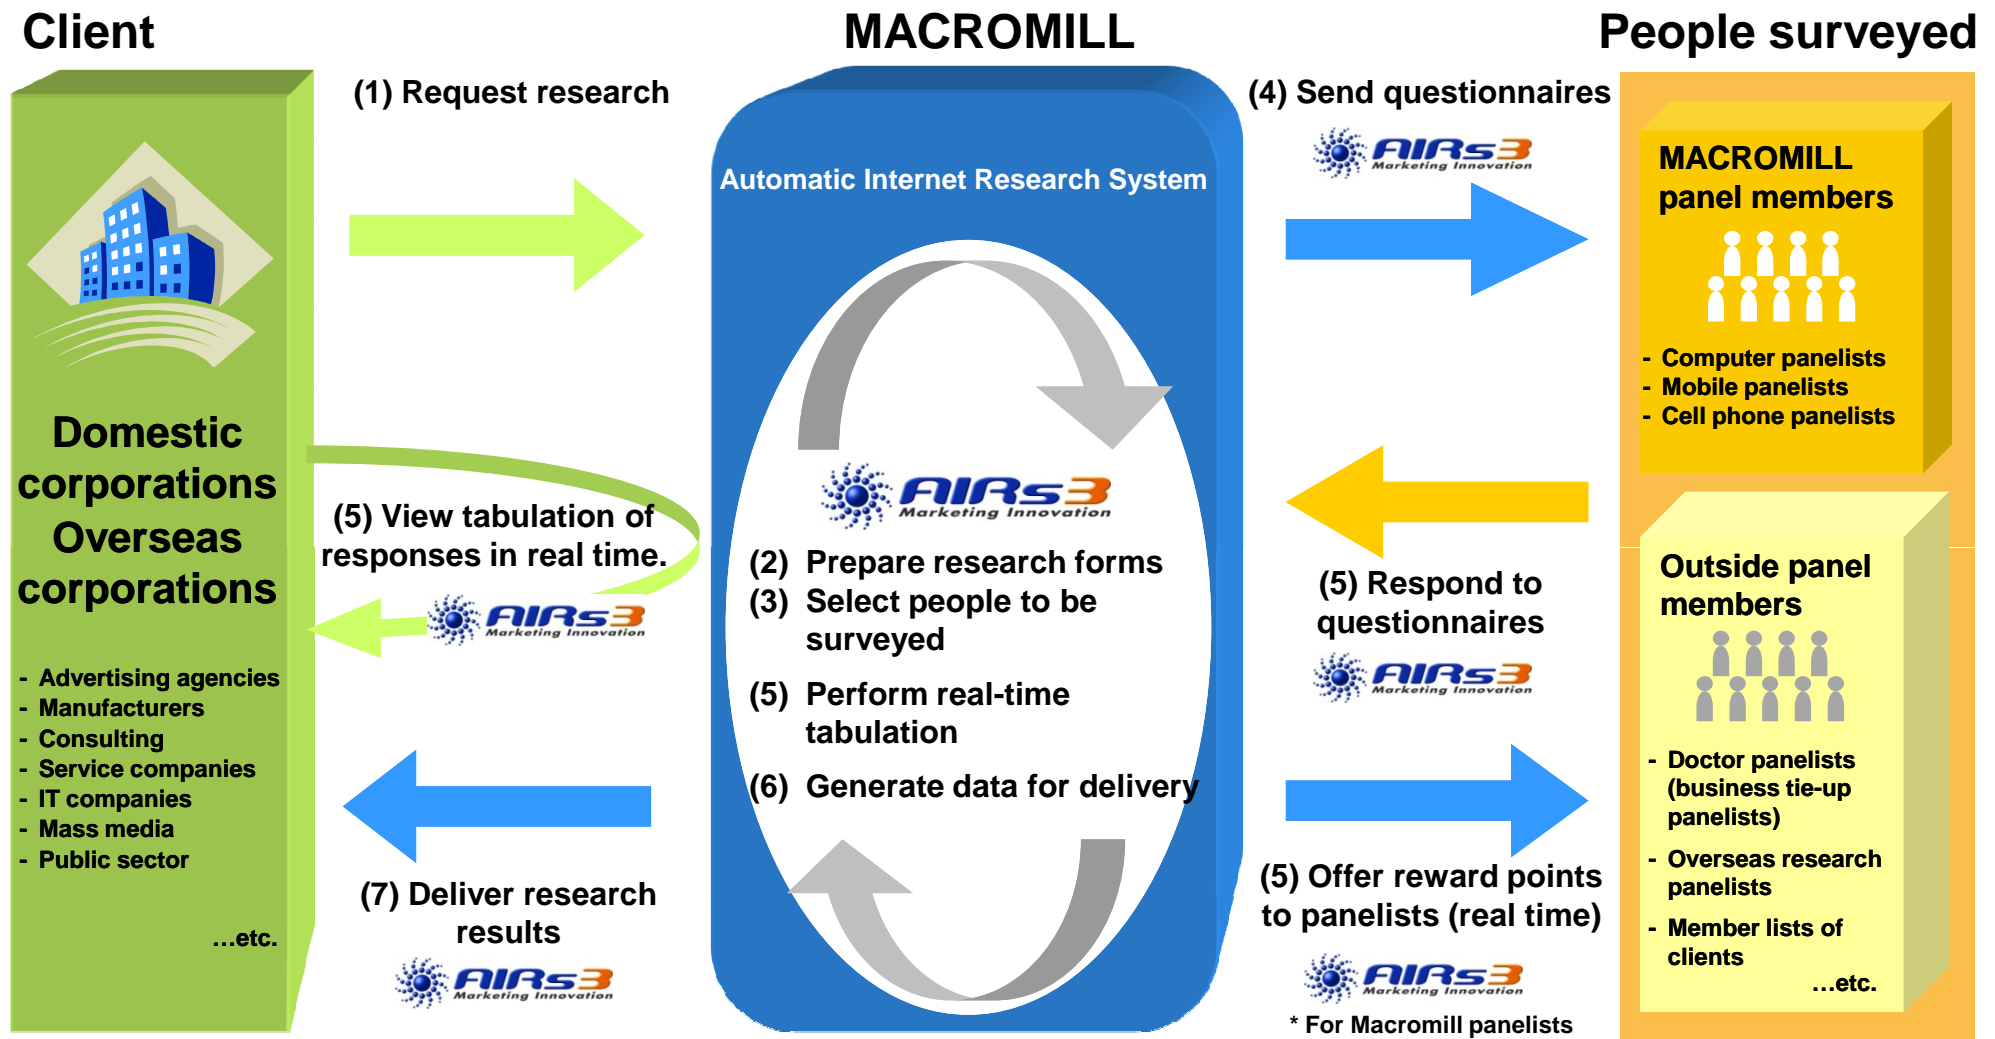 Client
MACROMILL
People surveyed
(1) Request research
Domestic
corporations
Overseas
corporations
- Advertising agencies
- Manufacturers
- Consulting
- Service companies
- IT companies
- Mass media
- Public sector
…etc.
(5) View tabulation of
responses in real time.
AIRs3
Marketing Innovation
(7) Deliver research
results
AIRs3
Marketing Innovation
Automatic Internet Research System
AIRs3
Marketing Innovation
(2) Prepare research forms
(3) Select people to be
surveyed
(5) Perform real-time
tabulation
(6) Generate data for delivery
(4) Send questionnaires
AIRs3
Marketing Innovation
(5) Respond to
questionnaires
AIRs3
Marketing Innovation
(5) Offer reward points
to panelists (real time)
AIRs3
Marketing Innovation
* For Macromill panelists
MACROMILL
panel members
- Computer panelists
- Mobile panelists
- Cell phone panelists
Outside panel
members
- Doctor panelists
(business tie-up
panelists)
- Overseas research
panelists
- Member lists of
clients
…etc.